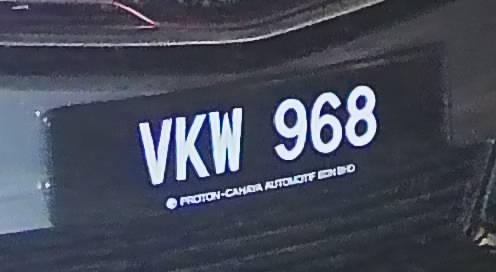 VKW 968
PROTON-CAHAYA AUTOMOTIF SDN BHD